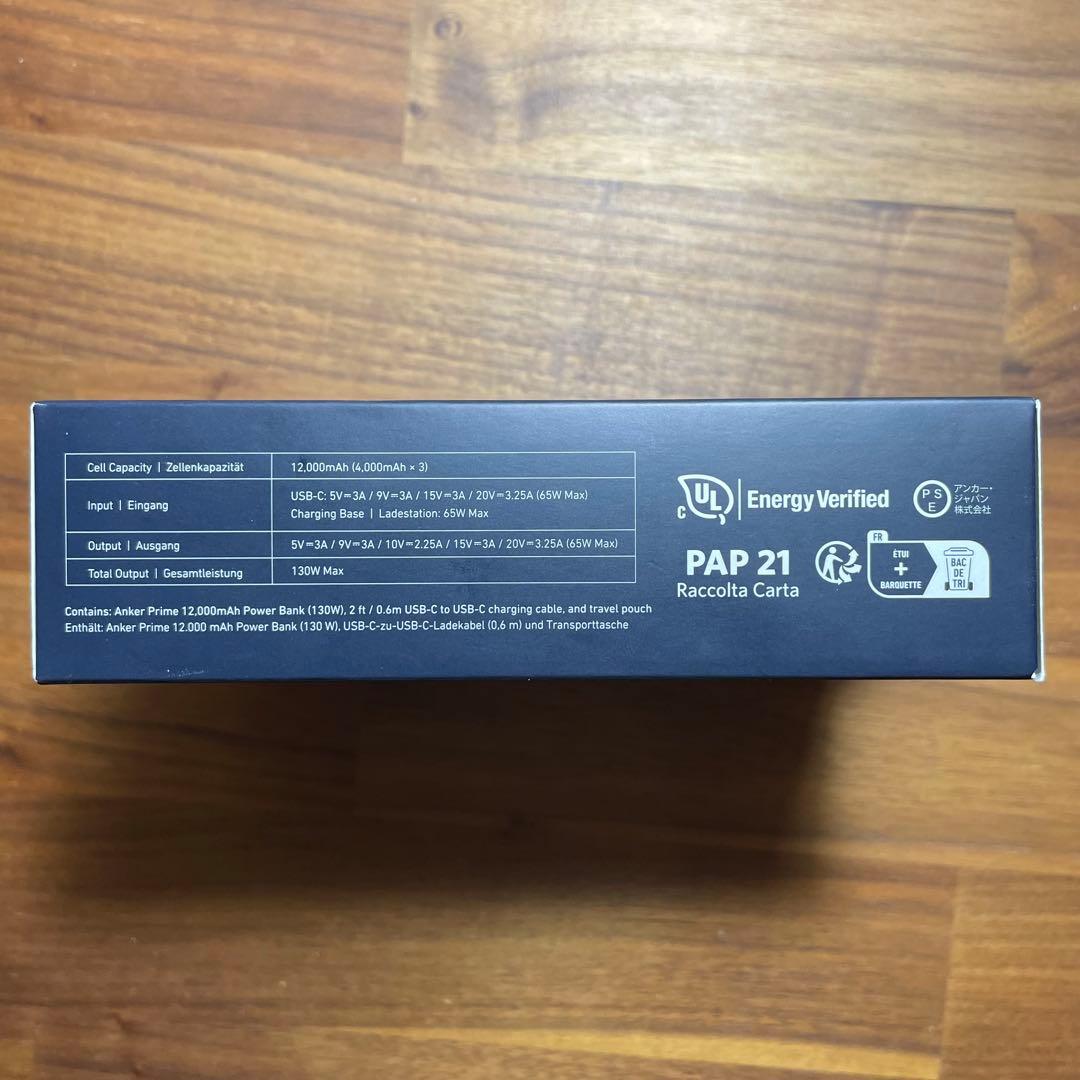 Cell Capacity | Zellenkapazität
12,000mAh (4,000mAh × 3)
Input | Eingang
USB-C: 5V⎓3A / 9V⎓3A / 15V⎓3A / 20V⎓3.25A (65W Max)
Charging Base | Ladestation: 65W Max
Output | Ausgang
5V⎓3A / 9V⎓3A / 10V⎓2.25A / 15V⎓3A / 20V⎓3.25A (65W Max)
Total Output | Gesamtleistung
130W Max
Contains: Anker Prime 12,000mAh Power Bank (130W), 2 ft / 0.6m USB-C to USB-C charging cable, and travel pouch
Enthält: Anker Prime 12.000 mAh Power Bank (130 W), USB-C-zu-USB-C-Ladekabel (0,6 m) und Transporttasche
C UL | Energy Verified
PS
E
アンカー・
ジャパン
株式会社
PAP 21
Raccolta Carta
FR
ÉTUI
+
BARQUETTE
BAC
DE
TRI